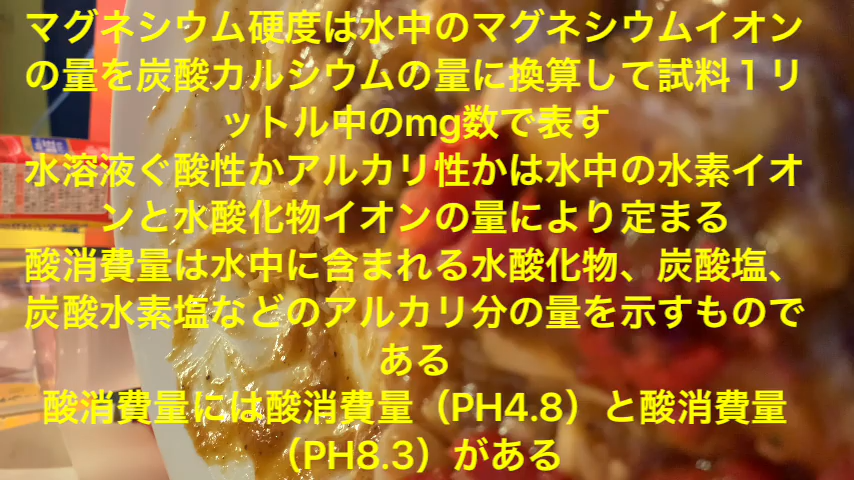 マグネシウム硬度は水中のマグネシウムイオン
の量を炭酸カルシウムの量に換算して試料１リ
ットル中のmg数で表す
水溶液ぐ酸性かアルカリ性かは水中の水素イオ
ンと水酸化物イオンの量により定まる
酸消費量は水中に含まれる水酸化物、炭酸塩、
炭酸水素塩などのアルカリ分の量を示すもので
ある
酸消費量には酸消費量（PH4.8）と酸消費量
（PH8.3）がある